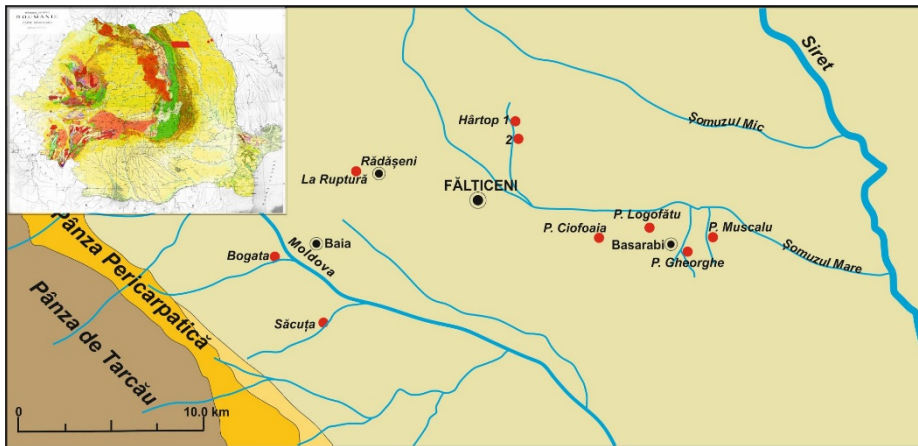 ROUMANIE
Siret
Hârtop 1
2
Șomuzul Mic
Rădășeni
La Ruptură
FĂLTICENI
P. Logofătu
P. Ciofoaia
P. Muscalu
Basarabi
P. Gheorghe
Șomuzul Mare
Baia
Moldova
Bogata
Pânza Pericarpatică
Săcuța
Pânza de Tarcău
0
10.0 km